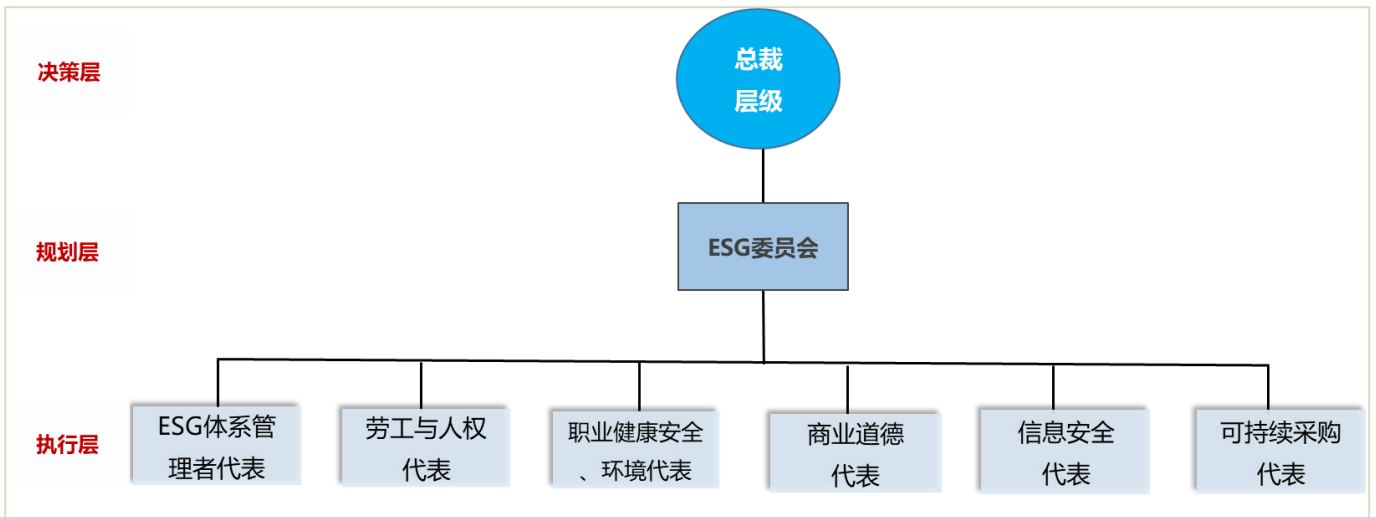 决策层
总裁
层级
规划层
ESG委员会
执行层
ESG体系管
理者代表
劳工与人权
代表
职业健康安全
、环境代表
商业道德
代表
信息安全
代表
可持续采购
代表